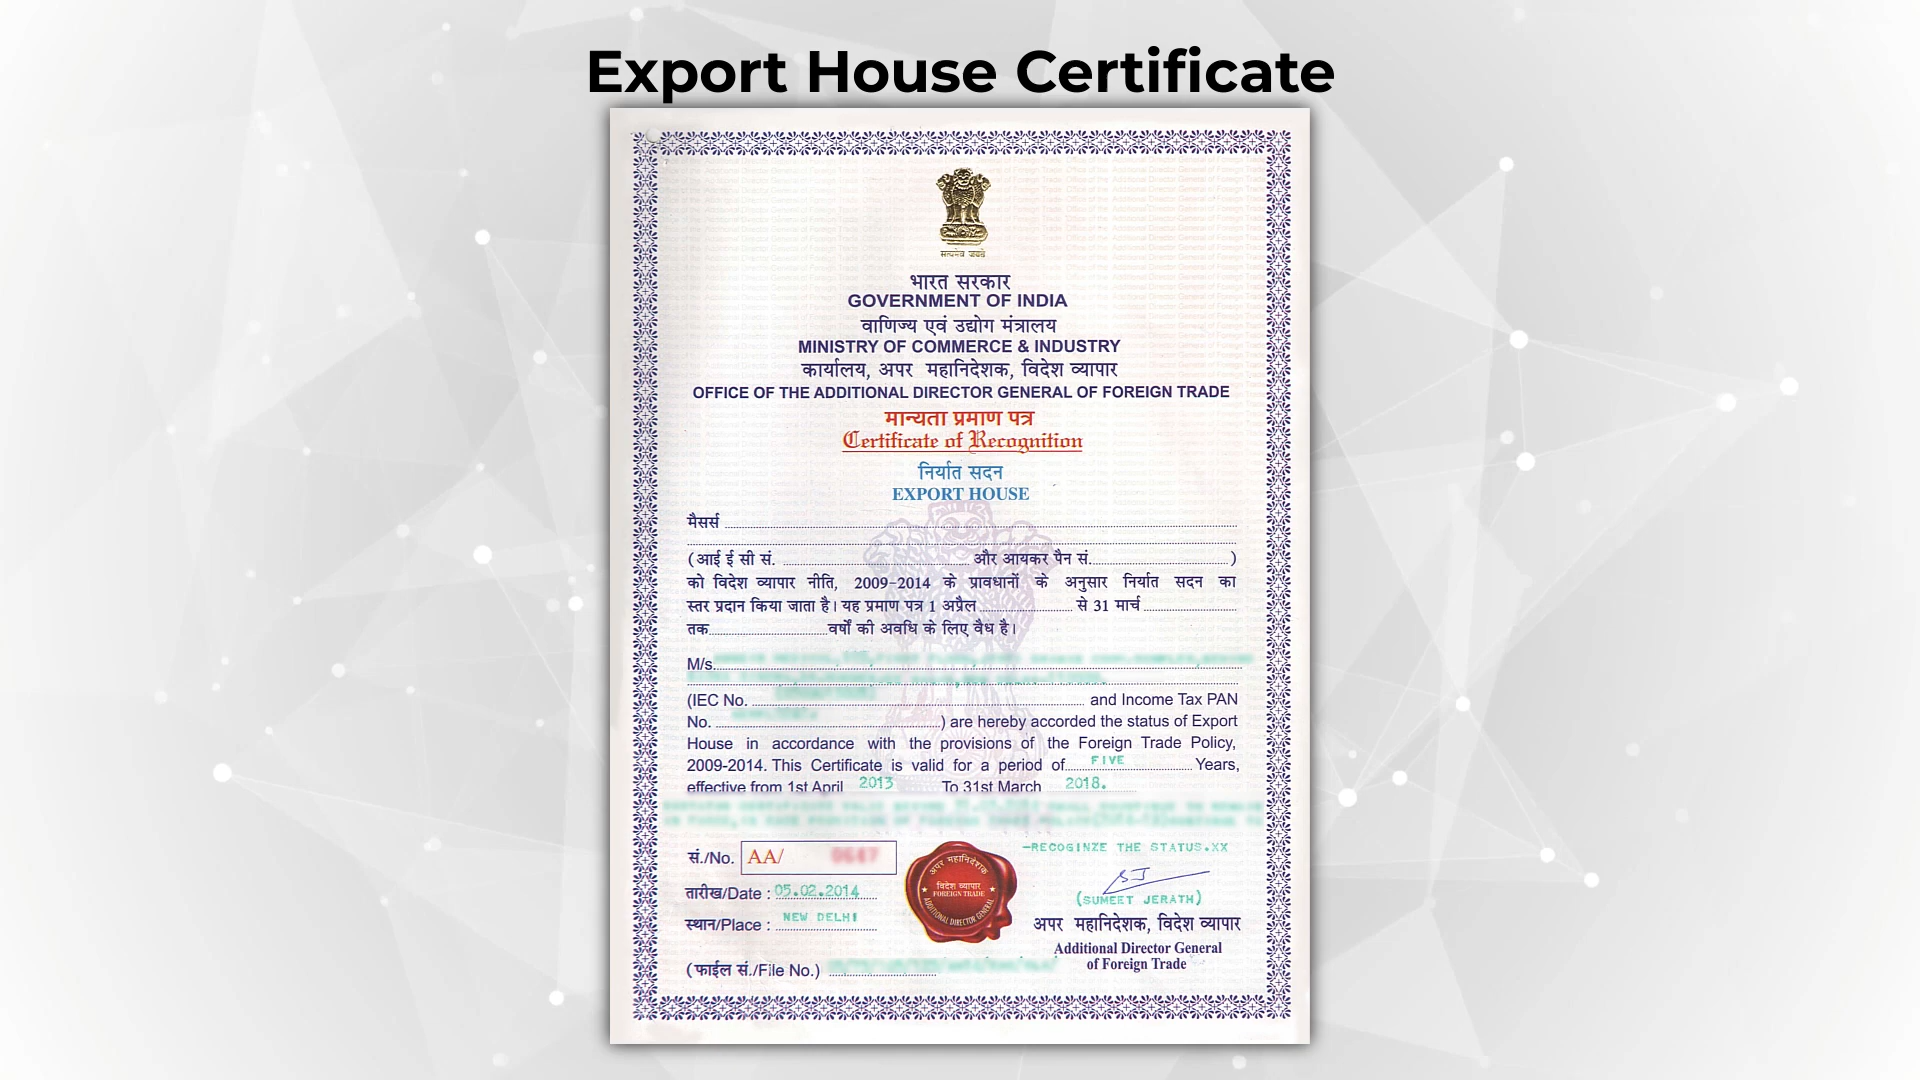 Export House Certificate
सत्यमेव जयते
भारत सरकार
GOVERNMENT OF INDIA
वाणिज्य एवं उद्योग मंत्रालय
MINISTRY OF COMMERCE & INDUSTRY
कार्यालय, अपर महानिदेशक, विदेश व्यापार
OFFICE OF THE ADDITIONAL DIRECTOR GENERAL OF FOREIGN TRADE
मान्यता प्रमाण पत्र
Certificate of Recognition
निर्यात सदन
EXPORT HOUSE
मैसर्स
(आई ई सी सं. और आयकर पैन सं. )
को विदेश व्यापार नीति, 2009-2014 के प्रावधानों के अनुसार निर्यात सदन का
स्तर प्रदान किया जाता है। यह प्रमाण पत्र 1 अप्रैल से 31 मार्च
तक वर्षों की अवधि के लिए वैध है।
M/s.
(IEC No. and Income Tax PAN
No. ) are hereby accorded the status of Export
House in accordance with the provisions of the Foreign Trade Policy,
2009-2014. This Certificate is valid for a period of FIVE Years,
effective from 1st April 2013 To 31st March 2018.
-RECOGINZE THE STATUS.XX
सं./No. AA/
तारीख/Date : 05.02.2014
स्थान/Place : NEW DELHI
(फाईल सं./File No.)
अपर महानिदेशक
विदेश व्यापार
FOREIGN TRADE
ADDITIONAL DIRECTOR GENERAL
SJ
(SUMEET JERATH)
अपर महानिदेशक, विदेश व्यापार
Additional Director General
of Foreign Trade